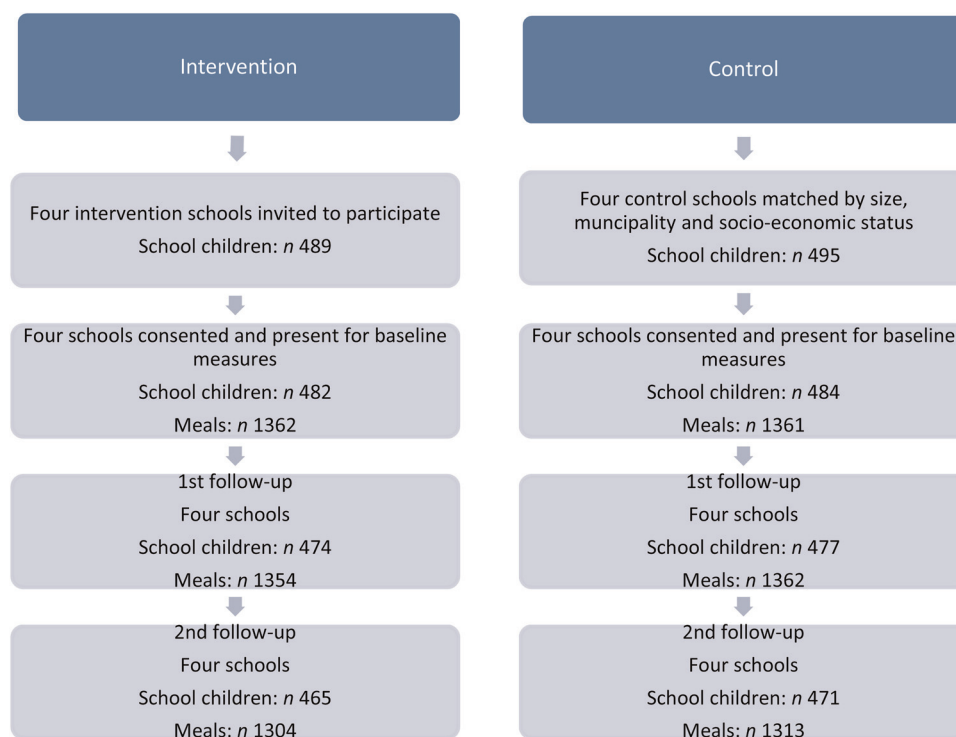 Intervention
Four intervention schools invited to participate
School children: n 489
Four schools consented and present for baseline
measures
School children: n 482
Meals: n 1362
1st follow-up
Four schools
School children: n 474
Meals: n 1354
2nd follow-up
Four schools
School children: n 465
Meals: n 1304
Control
Four control schools matched by size,
muncipality and socio-economic status
School children: n 495
Four schools consented and present for baseline
measures
School children: n 484
Meals: n 1361
1st follow-up
Four schools
School children: n 477
Meals: n 1362
2nd follow-up
Four schools
School children: n 471
Meals: n 1313